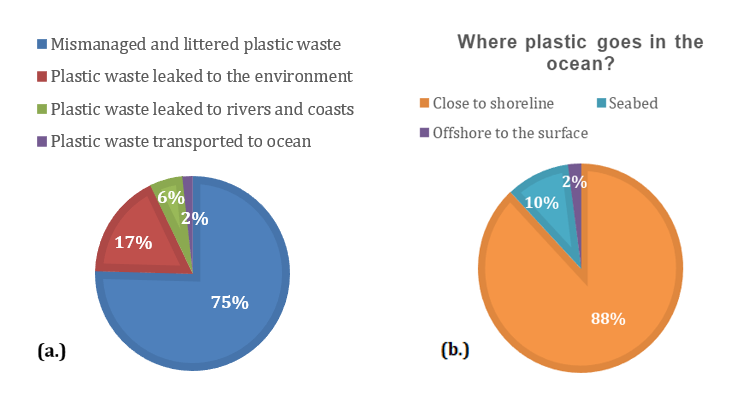 Mismanaged and littered plastic waste
Plastic waste leaked to the environment
Plastic waste leaked to rivers and coasts
Plastic waste transported to ocean
6%
2%
17%
75%
(a.)
Where plastic goes in the
ocean?
Close to shoreline
Seabed
Offshore to the surface
2%
10%
88%
(b.)